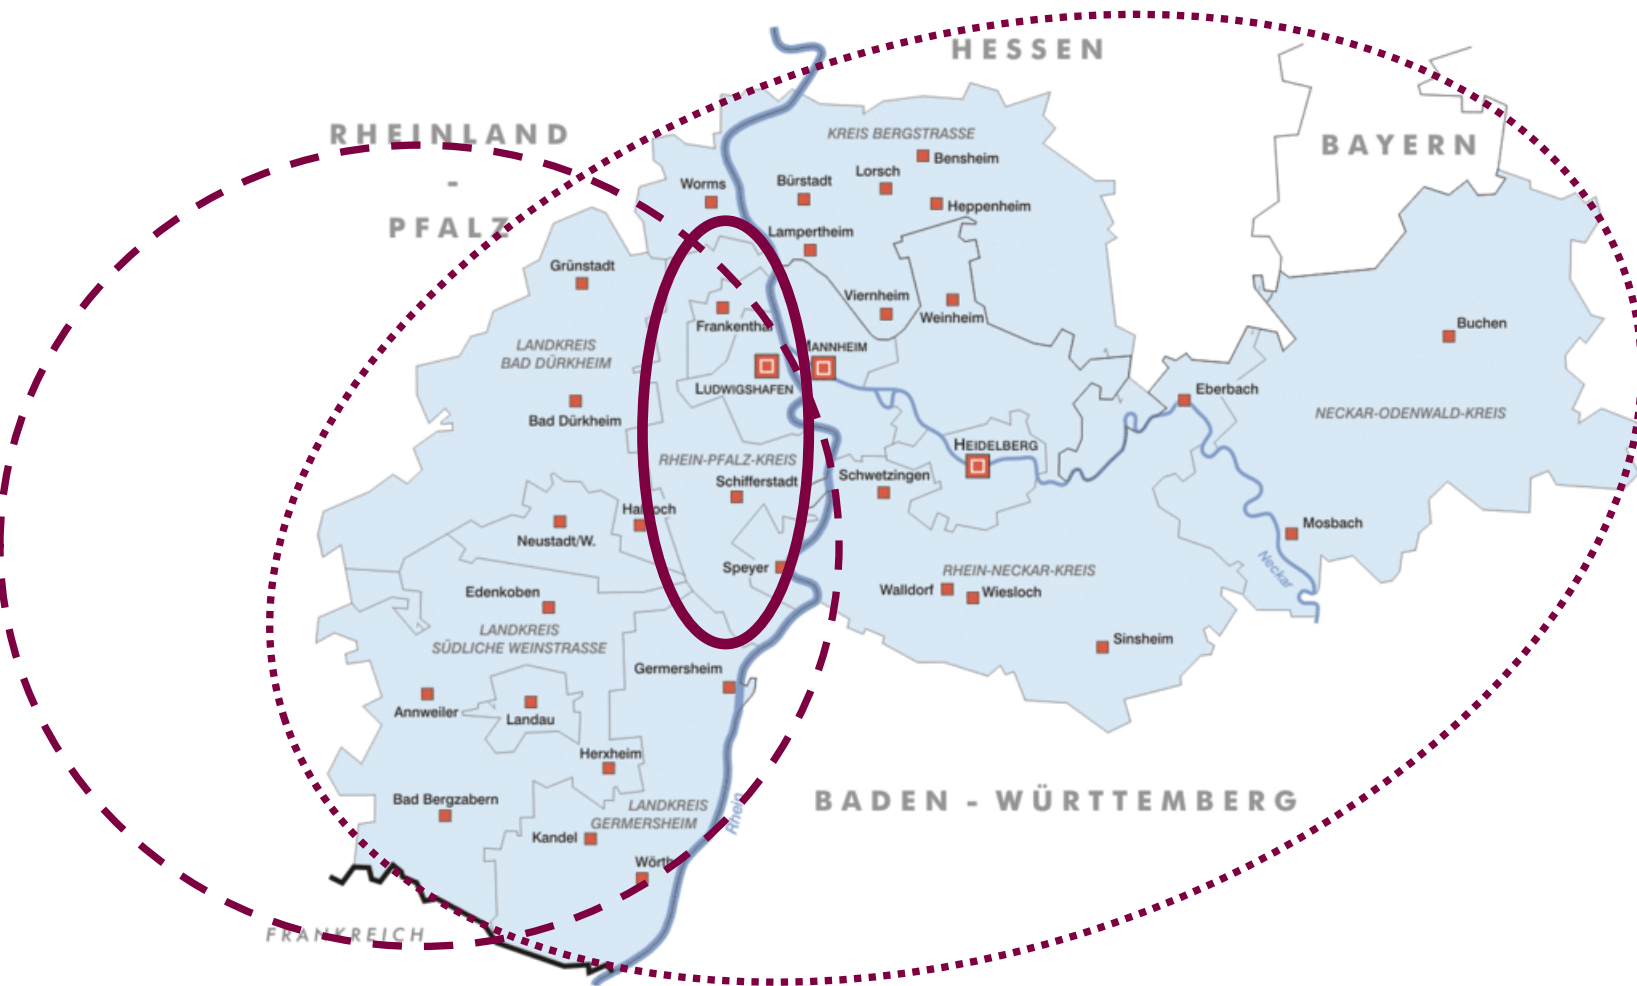 HESSEN
RHEINLAND
-
PFALZ
BAYERN
KREIS BERGSTRASSE
Bensheim
Lorsch
Bürstadt
Worms
Heppenheim
Lampertheim
Grünstadt
Viernheim
Weinheim
Frankenthal
Buchen
LANDKREIS
BAD DÜRKHEIM
MANNHEIM
LUDWIGSHAFEN
Eberbach
NECKAR-ODENWALD-KREIS
Bad Dürkheim
HEIDELBERG
RHEIN-PFALZ-KREIS
Schifferstadt
Schwetzingen
Haßloch
Mosbach
Neustadt/W.
Neckar
Speyer
RHEIN-NECKAR-KREIS
Edenkoben
Walldorf
Wiesloch
LANDKREIS
SÜDLICHE WEINSTRASSE
Sinsheim
Germersheim
Annweiler
Landau
Herxheim
Bad Bergzabern
LANDKREIS
GERMERSHEIM
Rhein
BADEN - WÜRTTEMBERG
Kandel
Wörth
FRANKREICH